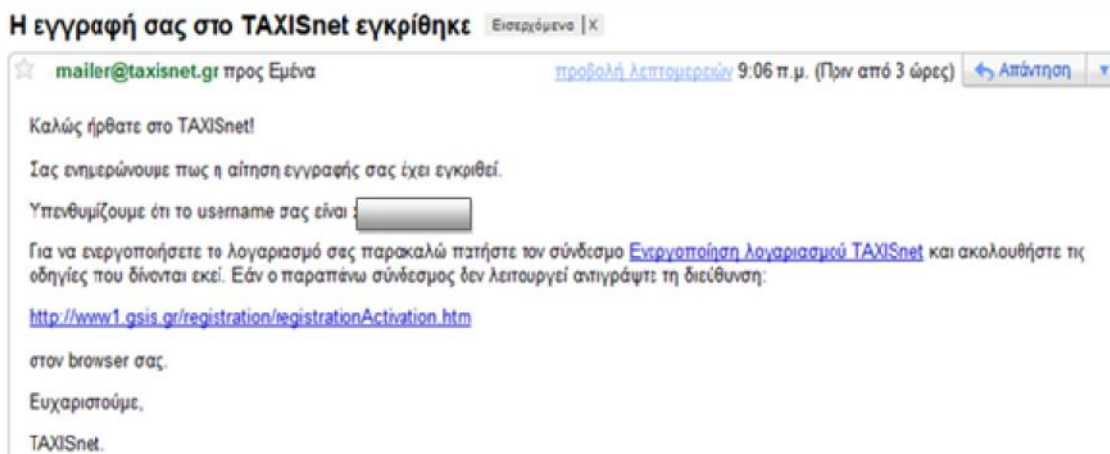 Η εγγραφή σας στο TAXISnet εγκρίθηκε Εισερχόμενα | X
mailer@taxisnet.gr προς Εμένα προβολή λεπτομερειών 9:06 π.μ. (Πριν από 3 ώρες) Απάντηση
Καλώς ήρθατε στο TAXISnet!
Σας ενημερώνουμε πως η αίτηση εγγραφής σας έχει εγκριθεί.
Υπενθυμίζουμε ότι το username σας είναι :
Για να ενεργοποιήσετε το λογαριασμό σας παρακαλώ πατήστε τον σύνδεσμο Ενεργοποίηση λογαριασμού TAXISnet και ακολουθήστε τις
οδηγίες που δίνονται εκεί. Εάν ο παραπάνω σύνδεσμος δεν λειτουργεί αντιγράψτε τη διεύθυνση:
http://www1.gsis.gr/registration/registrationActivation.htm
στον browser σας.
Ευχαριστούμε,
TAXISnet.